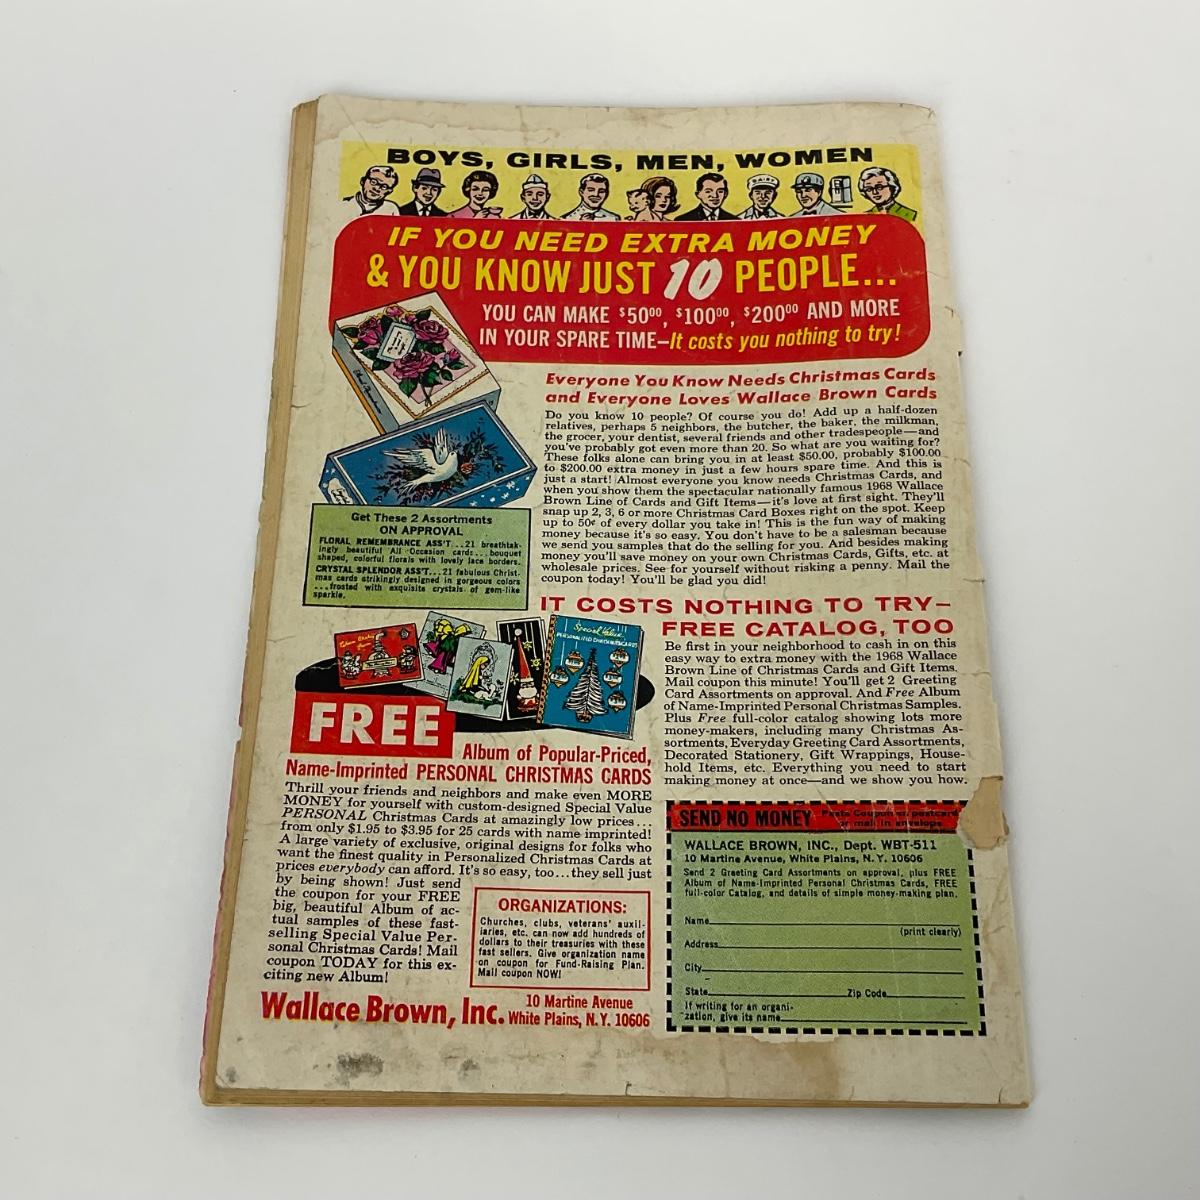 BOYS, GIRLS, MEN, WOMEN
DAIRY
IF YOU NEED EXTRA MONEY
& YOU KNOW JUST 10 PEOPLE...
YOU CAN MAKE $50⁰⁰, $100⁰⁰, $200⁰⁰ AND MORE
IN YOUR SPARE TIME—It costs you nothing to try!
Everyone You Know Needs Christmas Cards
and Everyone Loves Wallace Brown Cards
Do you know 10 people? Of course you do! Add up a half-dozen
relatives, perhaps 5 neighbors, the butcher, the baker, the milkman,
the grocer, your dentist, several friends and other tradespeople—and
you've probably got even more than 20. So what are you waiting for?
These folks alone can bring you in at least $50.00, probably $100.00
to $200.00 extra money in just a few hours spare time. And this is
just a start! Almost everyone you know needs Christmas Cards, and
when you show them the spectacular nationally famous 1968 Wallace
Brown Line of Cards and Gift Items—it's love at first sight. They'll
snap up 2, 3, 6 or more Christmas Card Boxes right on the spot. Keep
up to 50¢ of every dollar you take in! This is the fun way of making
money because it's so easy. You don't have to be a salesman because
we send you samples that do the selling for you. And besides making
money you'll save money on your own Christmas Cards, Gifts, etc. at
wholesale prices. See for yourself without risking a penny. Mail the
coupon today! You'll be glad you did!
Get These 2 Assortments
ON APPROVAL
FLORAL REMEMBRANCE ASS'T...21 breathtak-
ingly beautiful All Occasion cards...bouquet
shaped, colorful florals with lovely lace borders.
CRYSTAL SPLENDOR ASS'T...21 fabulous Christ-
mas cards strikingly designed in gorgeous colors
...frosted with exquisite crystals of gem-like
sparkle.
IT COSTS NOTHING TO TRY—
FREE CATALOG, TOO
Be first in your neighborhood to cash in on this
easy way to extra money with the 1968 Wallace
Brown Line of Christmas Cards and Gift Items.
Mail coupon this minute! You'll get 2 Greeting
Card Assortments on approval. And Free Album
of Name-Imprinted Personal Christmas Samples.
Plus Free full-color catalog showing lots more
money-makers, including many Christmas As-
sortments, Everyday Greeting Card Assortments,
Decorated Stationery, Gift Wrappings, House-
hold Items, etc. Everything you need to start
making money at once—and we show you how.
Special Value
PERSONALIZED CHRISTMAS CARDS
FREE
Album of Popular-Priced,
Name-Imprinted PERSONAL CHRISTMAS CARDS
Thrill your friends and neighbors and make even MORE
MONEY for yourself with custom-designed Special Value
PERSONAL Christmas Cards at amazingly low prices...
from only $1.95 to $3.95 for 25 cards with name imprinted!
A large variety of exclusive, original designs for folks who
want the finest quality in Personalized Christmas Cards at
prices everybody can afford. It's so easy, too...they sell just
by being shown! Just send
the coupon for your FREE
big, beautiful Album of ac-
tual samples of these fast-
selling Special Value Per-
sonal Christmas Cards! Mail
coupon TODAY for this ex-
citing new Album!
ORGANIZATIONS:
Churches, clubs, veterans' auxil-
iaries, etc. can now add hundreds of
dollars to their treasuries with these
fast sellers. Give organization name
on coupon for Fund-Raising Plan.
Mail coupon NOW!
Wallace Brown, Inc. 10 Martine Avenue
White Plains, N.Y. 10606
SEND NO MONEY Paste Coupon on postcard
or mail in envelope
WALLACE BROWN, INC., Dept. WBT-511
10 Martine Avenue, White Plains, N.Y. 10606
Send 2 Greeting Card Assortments on approval, plus FREE
Album of Name-Imprinted Personal Christmas Cards, FREE
full-color Catalog, and details of simple money-making plan.
Name
(print clearly)
Address
City
State Zip Code
If writing for an organi-
zation, give its name